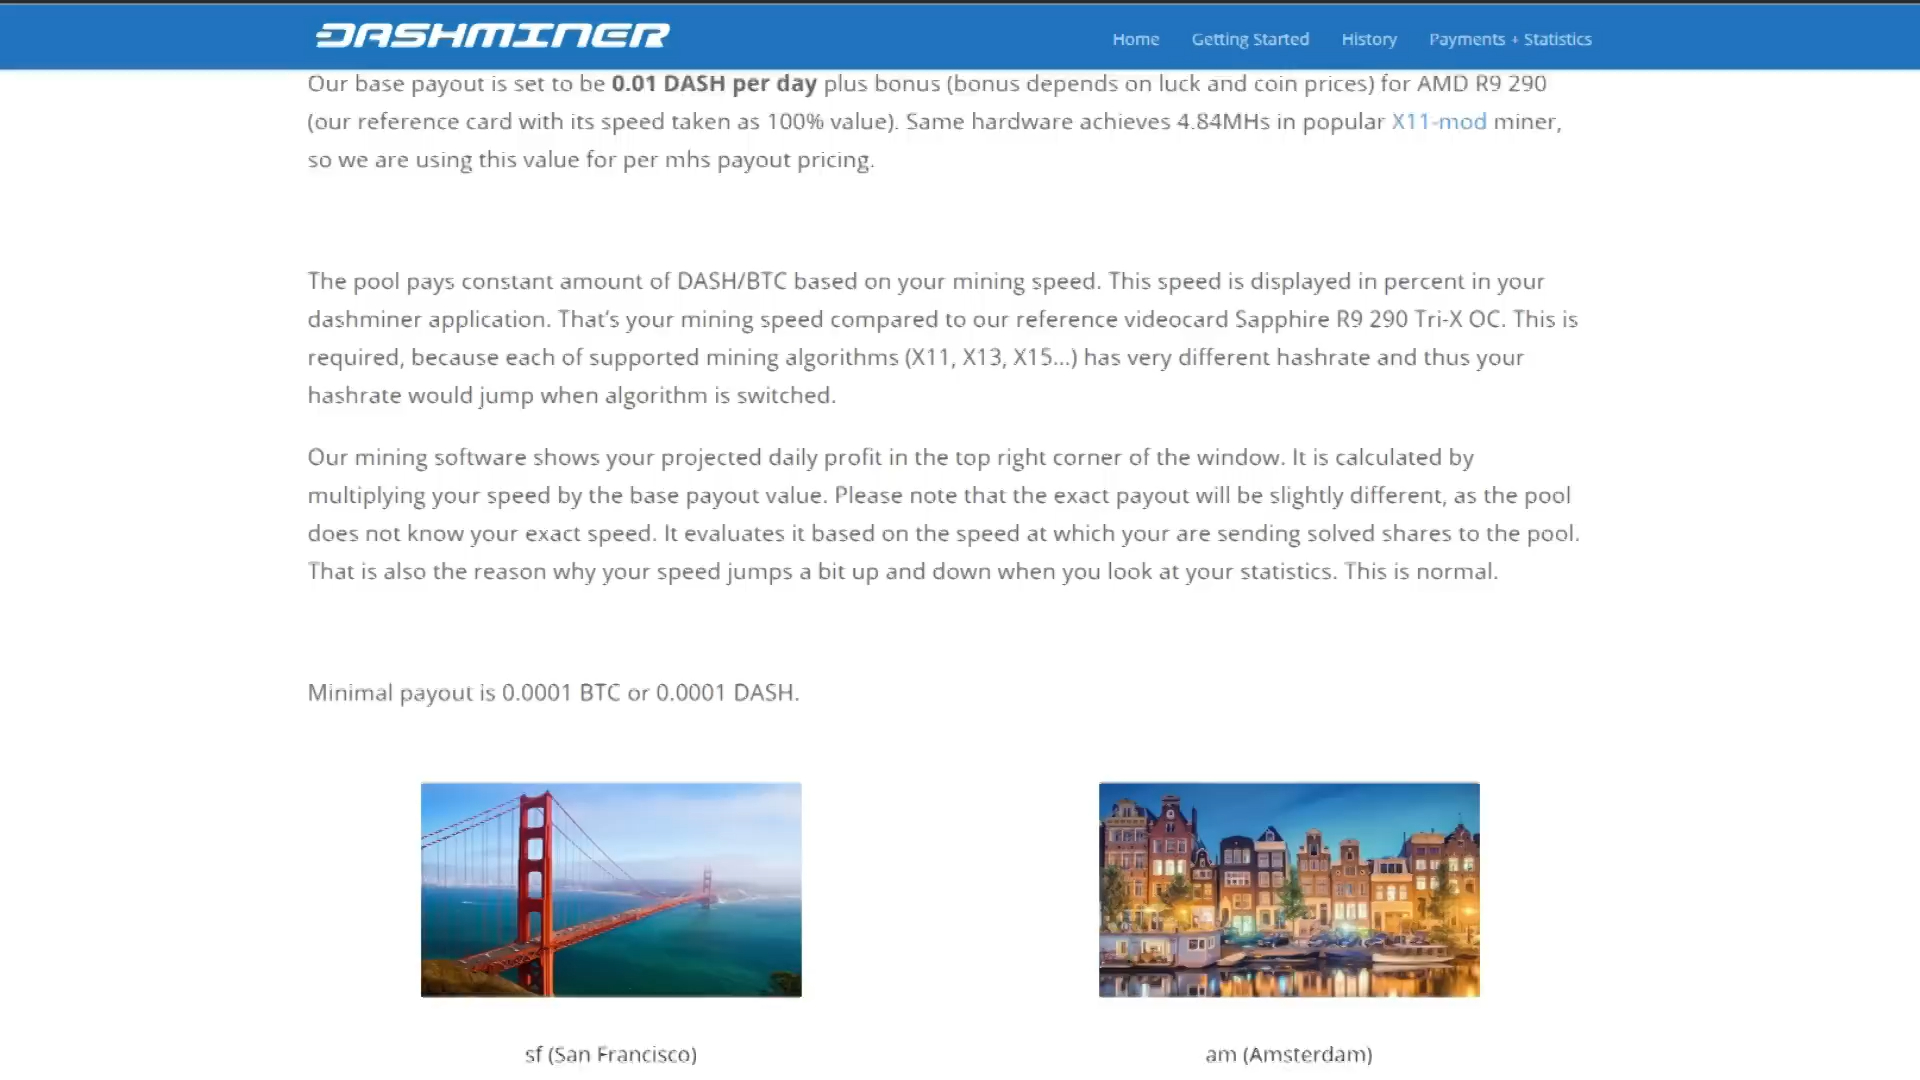 DASHMINER
Home Getting Started History Payments + Statistics
Our base payout is set to be 0.01 DASH per day plus bonus (bonus depends on luck and coin prices) for AMD R9 290
(our reference card with its speed taken as 100% value). Same hardware achieves 4.84MHs in popular X11-mod miner,
so we are using this value for per mhs payout pricing.
The pool pays constant amount of DASH/BTC based on your mining speed. This speed is displayed in percent in your
dashminer application. That's your mining speed compared to our reference videocard Sapphire R9 290 Tri-X OC. This is
required, because each of supported mining algorithms (X11, X13, X15...) has very different hashrate and thus your
hashrate would jump when algorithm is switched.
Our mining software shows your projected daily profit in the top right corner of the window. It is calculated by
multiplying your speed by the base payout value. Please note that the exact payout will be slightly different, as the pool
does not know your exact speed. It evaluates it based on the speed at which your are sending solved shares to the pool.
That is also the reason why your speed jumps a bit up and down when you look at your statistics. This is normal.
Minimal payout is 0.0001 BTC or 0.0001 DASH.
sf (San Francisco)
am (Amsterdam)